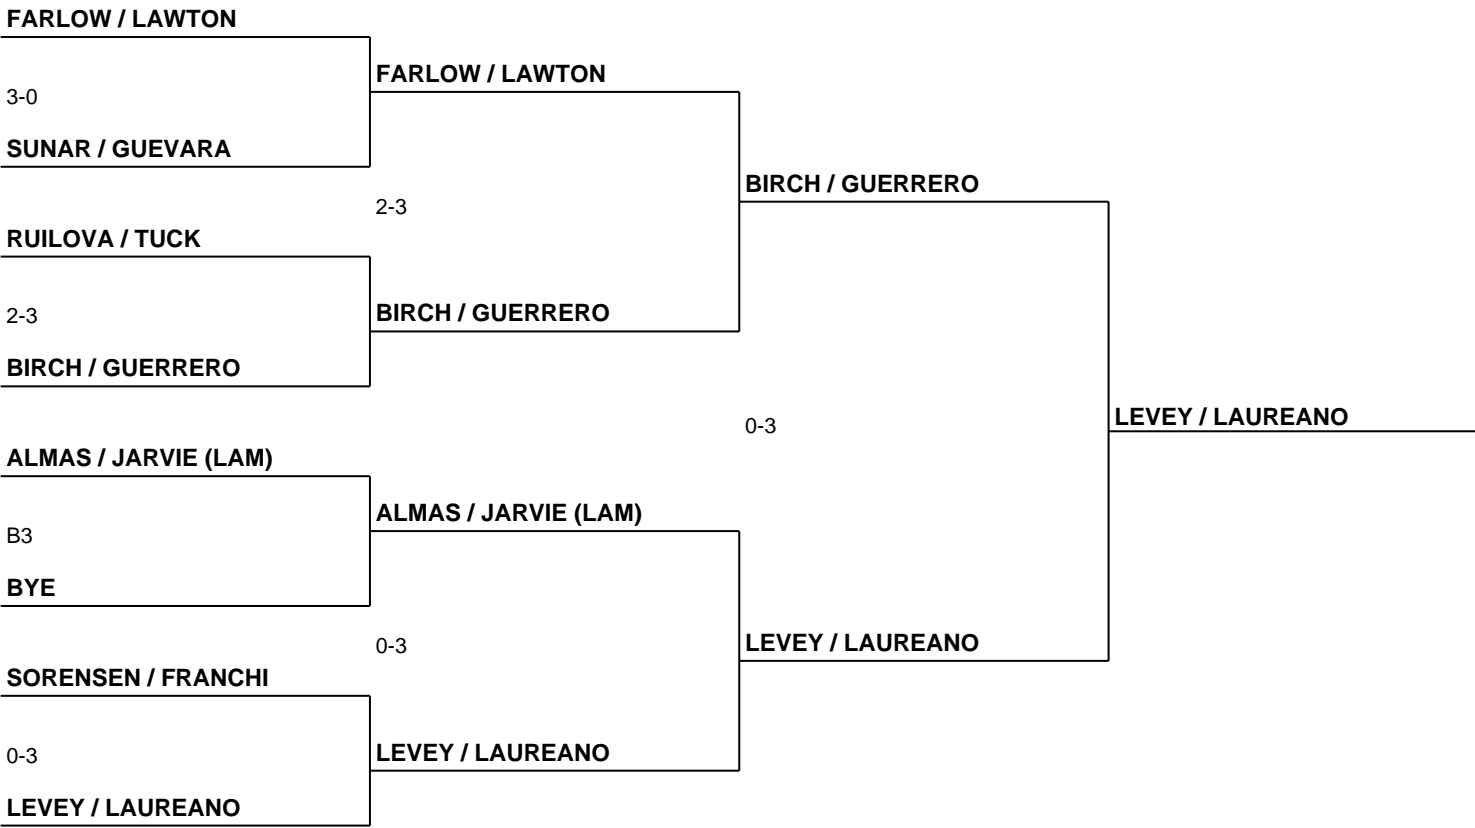 FARLOW / LAWTON
3-0
SUNAR / GUEVARA
RUILOVA / TUCK
2-3
BIRCH / GUERRERO
ALMAS / JARVIE (LAM)
B3
BYE
SORENSEN / FRANCHI
0-3
LEVEY / LAUREANO
FARLOW / LAWTON
2-3
BIRCH / GUERRERO
ALMAS / JARVIE (LAM)
0-3
LEVEY / LAUREANO
BIRCH / GUERRERO
0-3
LEVEY / LAUREANO
LEVEY / LAUREANO